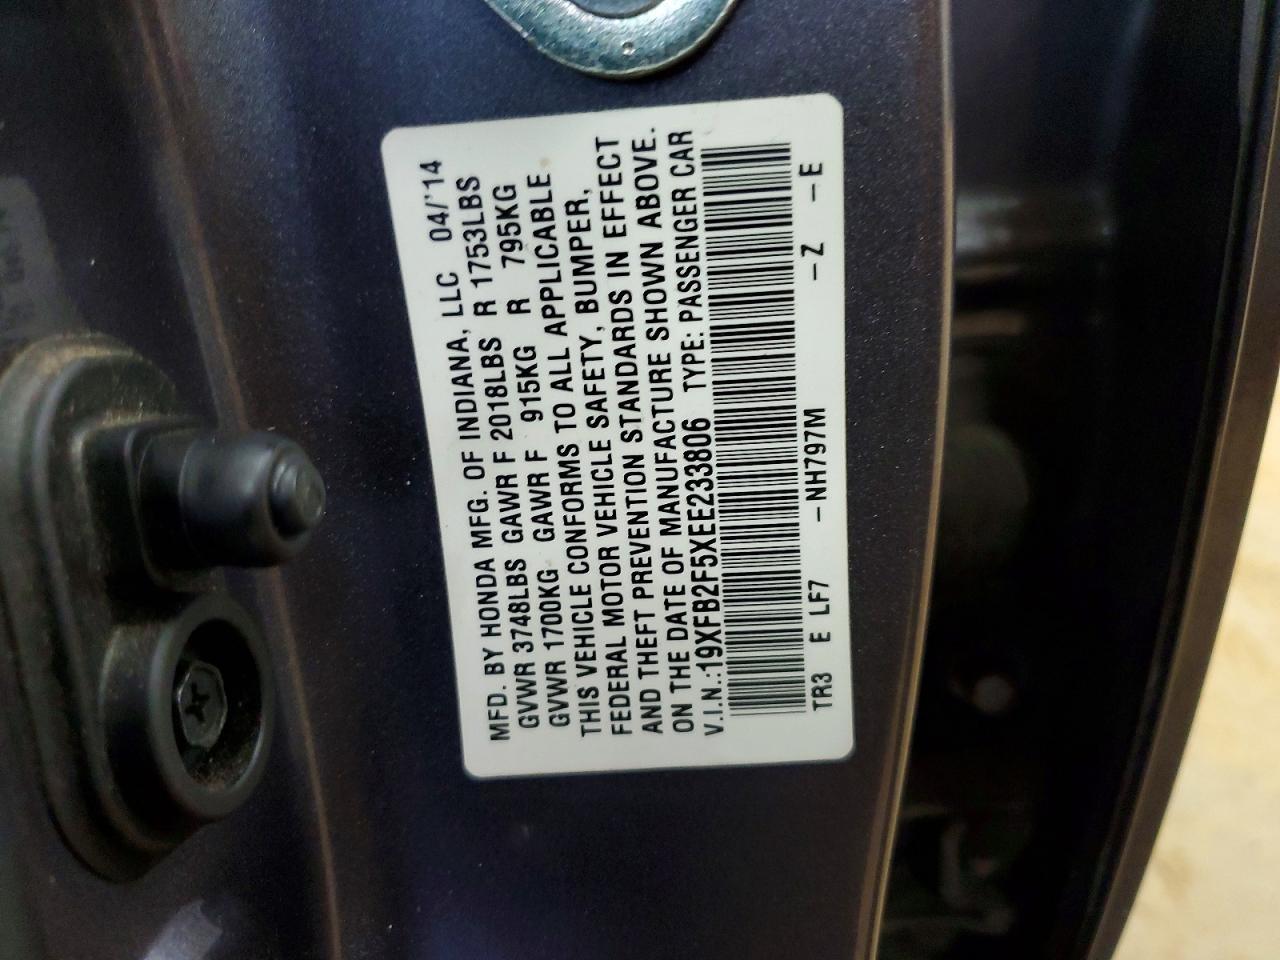 MFD. BY HONDA MFG. OF INDIANA, LLC 04/'14
GVWR 3748LBS GAWR F 2018LBS R 1753LBS
GVWR 1700KG GAWR F 915KG R 795KG
THIS VEHICLE CONFORMS TO ALL APPLICABLE
FEDERAL MOTOR VEHICLE SAFETY, BUMPER,
AND THEFT PREVENTION STANDARDS IN EFFECT
ON THE DATE OF MANUFACTURE SHOWN ABOVE.
V.I.N.:19XFB2F5XEE233806 TYPE: PASSENGER CAR
TR3 E LF7 –NH797M –Z –E